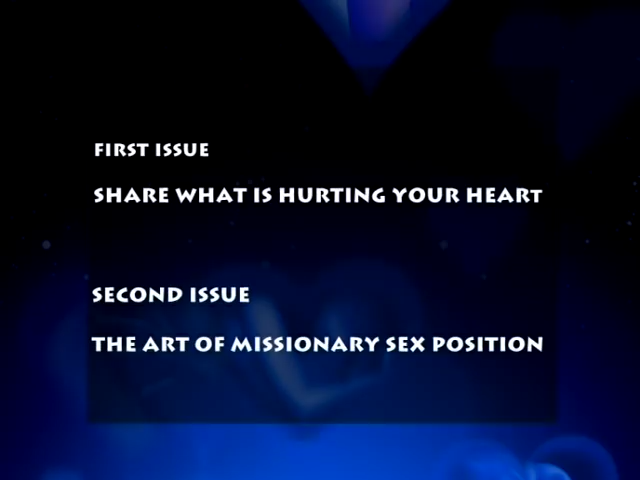 FIRST ISSUE
SHARE WHAT IS HURTING YOUR HEART
SECOND ISSUE
THE ART OF MISSIONARY SEX POSITION